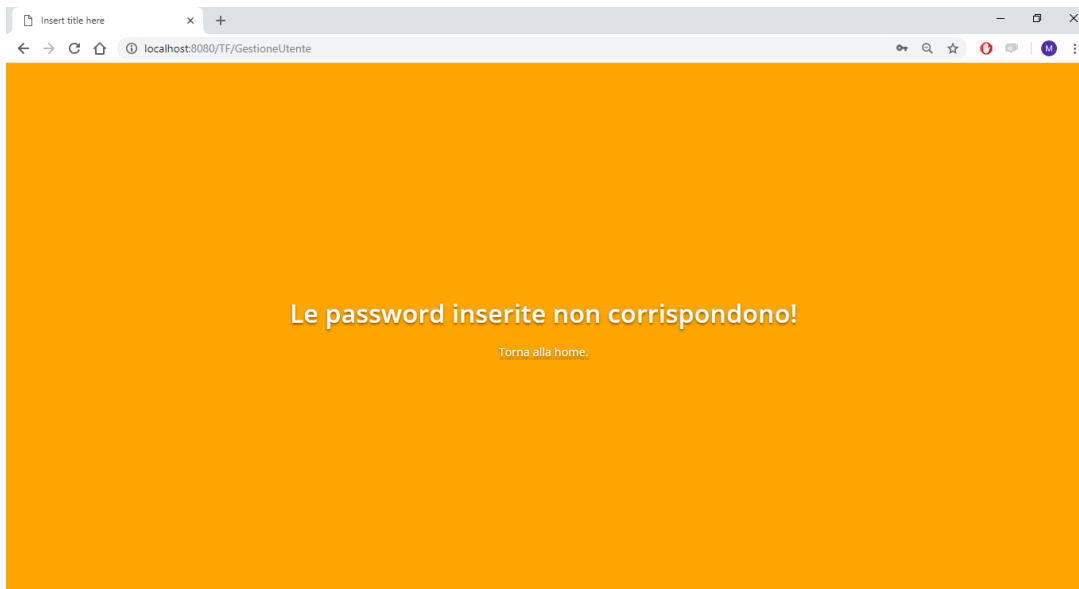 Insert title here
localhost:8080/TF/GestioneUtente
M
Le password inserite non corrispondono!
Torna alla home.